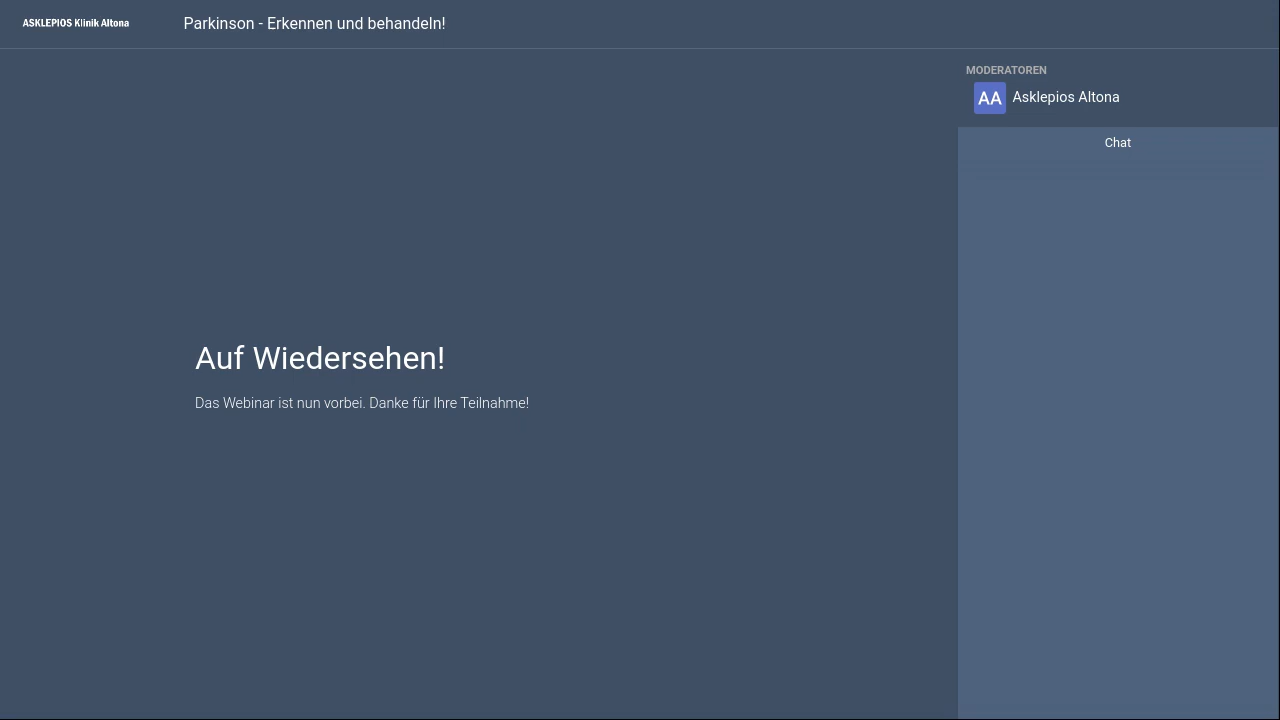 ASKLEPIOS Klinik Altona
Parkinson - Erkennen und behandeln!
MODERATOREN
AA
Asklepios Altona
Chat
Auf Wiedersehen!
Das Webinar ist nun vorbei. Danke für Ihre Teilnahme!